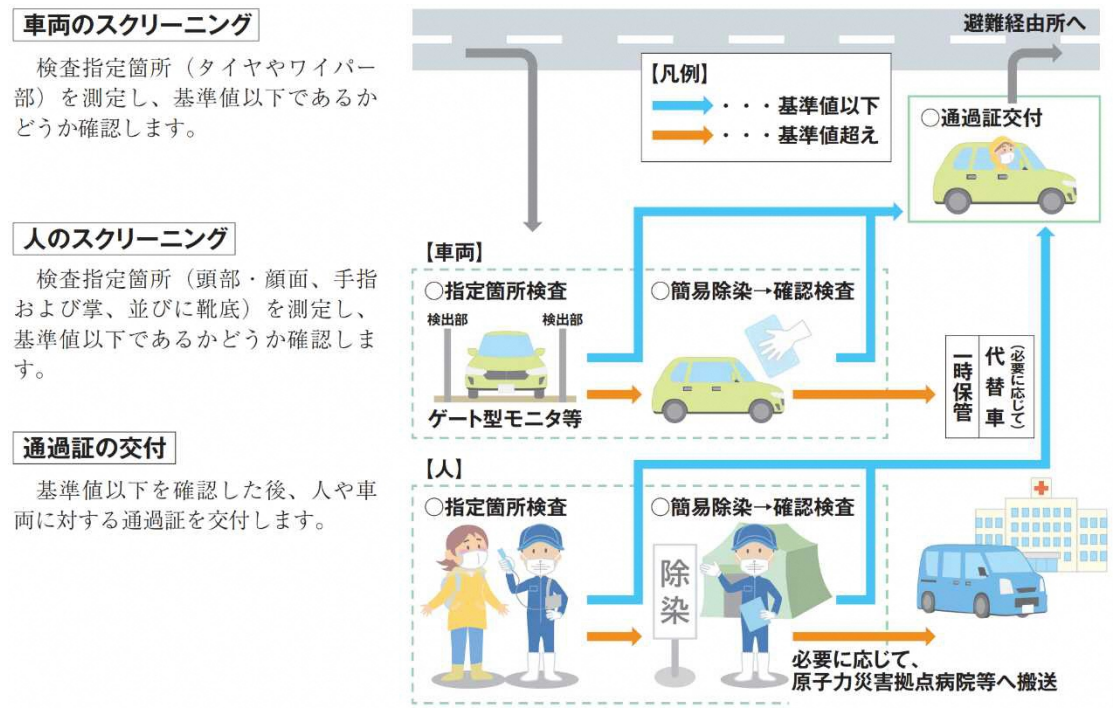 車両のスクリーニング
検査指定箇所（タイヤやワイパー
部）を測定し、基準値以下であるか
どうか確認します。
人のスクリーニング
検査指定箇所（頭部・顔面、手指
および掌、並びに靴底）を測定し、
基準値以下であるかどうか確認しま
す。
通過証の交付
基準値以下を確認した後、人や車
両に対する通過証を交付します。
避難経由所へ
【凡例】
・・・基準値以下
・・・基準値超え
○通過証交付
【車両】
○指定箇所検査
○簡易除染→確認検査
検出部
検出部
ゲート型モニタ等
（必要に応じて）
代替車
一時保管
【人】
○指定箇所検査
○簡易除染→確認検査
除染
必要に応じて、
原子力災害拠点病院等へ搬送